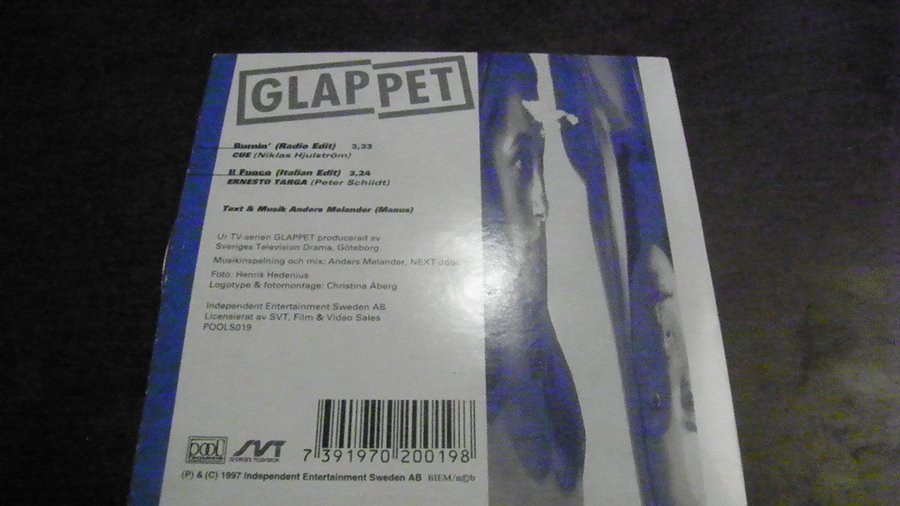 GLAPPET
Burnin' (Radio Edit) 3,33
CUE (Niklas Hjulström)
Il Fuoco (Italian Edit) 3,24
ERNESTO TARGA (Peter Schildt)
Text & Musik Anders Melander (Manus)
Ur TV-serien GLAPPET producerad av
Sveriges Television Drama, Göteborg
Musikinspelning och mix: Anders Melander, NEXT door
Foto: Henrik Hedenius
Logotype & fotomontage: Christina Åberg
Independent Entertainment Sweden AB
Licensierat av SVT, Film & Video Sales
POOLS019
pool SVT
SVERIGES TELEVISION
7 391970 200198
(P) & (C) 1997 Independent Entertainment Sweden AB BIEM/n©b